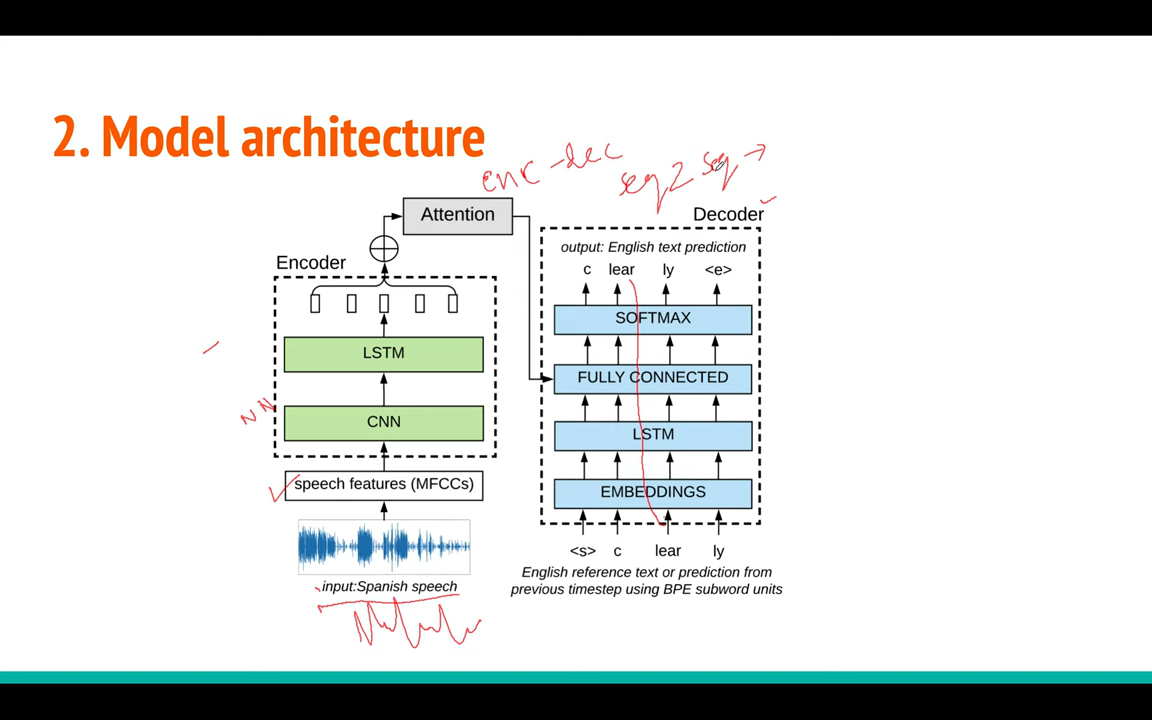 2. Model architecture
enc-dec
seq2seq →
Attention
Decoder
output: English text prediction
c lear ly <e>
SOFTMAX
FULLY CONNECTED
LSTM
EMBEDDINGS
<s> c lear ly
English reference text or prediction from
previous timestep using BPE subword units
Encoder
LSTM
CNN
NN
speech features (MFCCs)
input:Spanish speech